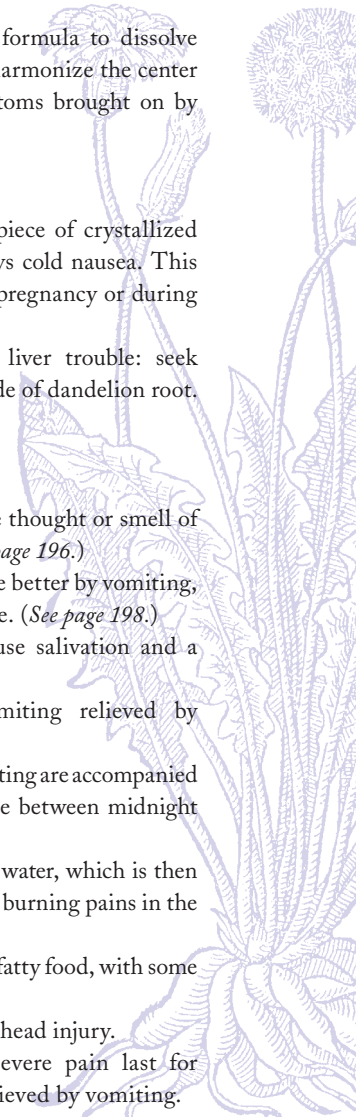 formula to dissolve
armonize the center
toms brought on by
piece of crystallized
ys cold nausea. This
pregnancy or during
liver trouble: seek
de of dandelion root.
e thought or smell of
age 196.)
e better by vomiting,
e. (See page 198.)
use salivation and a
miting relieved by
ting are accompanied
e between midnight
water, which is then
burning pains in the
fatty food, with some
head injury.
evere pain last for
ieved by vomiting.